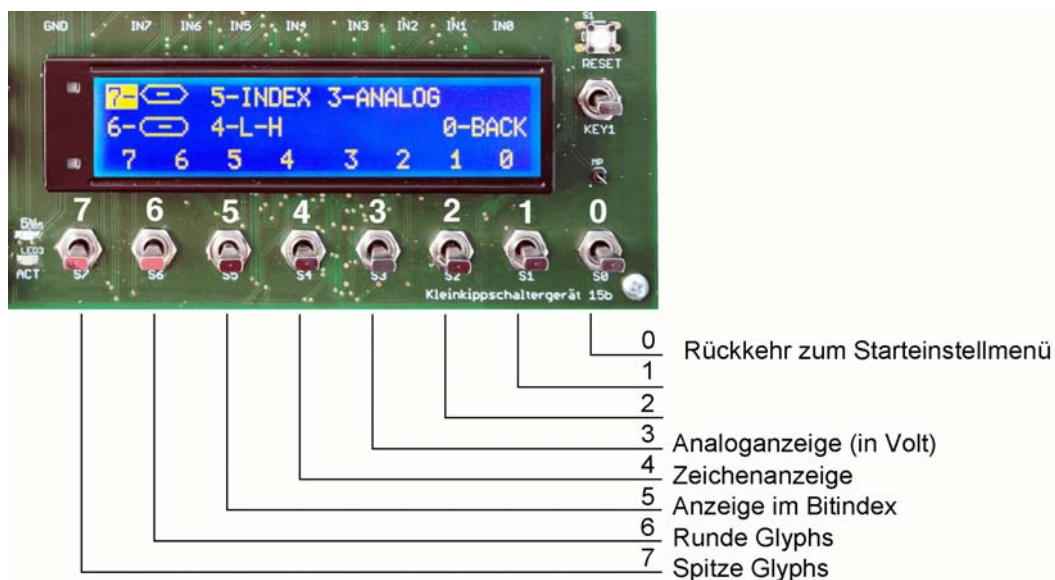 GND IN7 IN6 IN5 IN4 IN3 IN2 IN1 IN0
S1
RESET
7- 5-INDEX 3-ANALOG
6- 4-L-H 0-BACK
KEY1
7 6 5 4 3 2 1 0
MP
7 6 5 4 3 2 1 0
LED3
ACT
S7 S6 S5 S4 S3 S2 S1 S0
Kleinkippschaltergerät 15b
0 Rückkehr zum Starteinstellmenü
1
2
3 Analoganzeige (in Volt)
4 Zeichenanzeige
5 Anzeige im Bitindex
6 Runde Glyphs
7 Spitze Glyphs